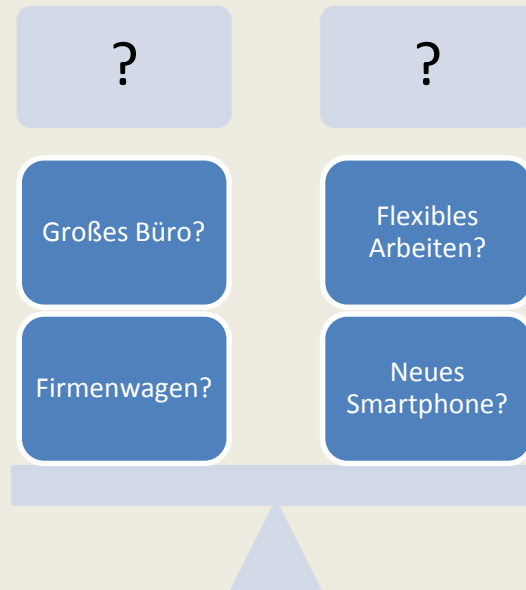 ?
?
Großes Büro?
Flexibles
Arbeiten?
Firmenwagen?
Neues
Smartphone?